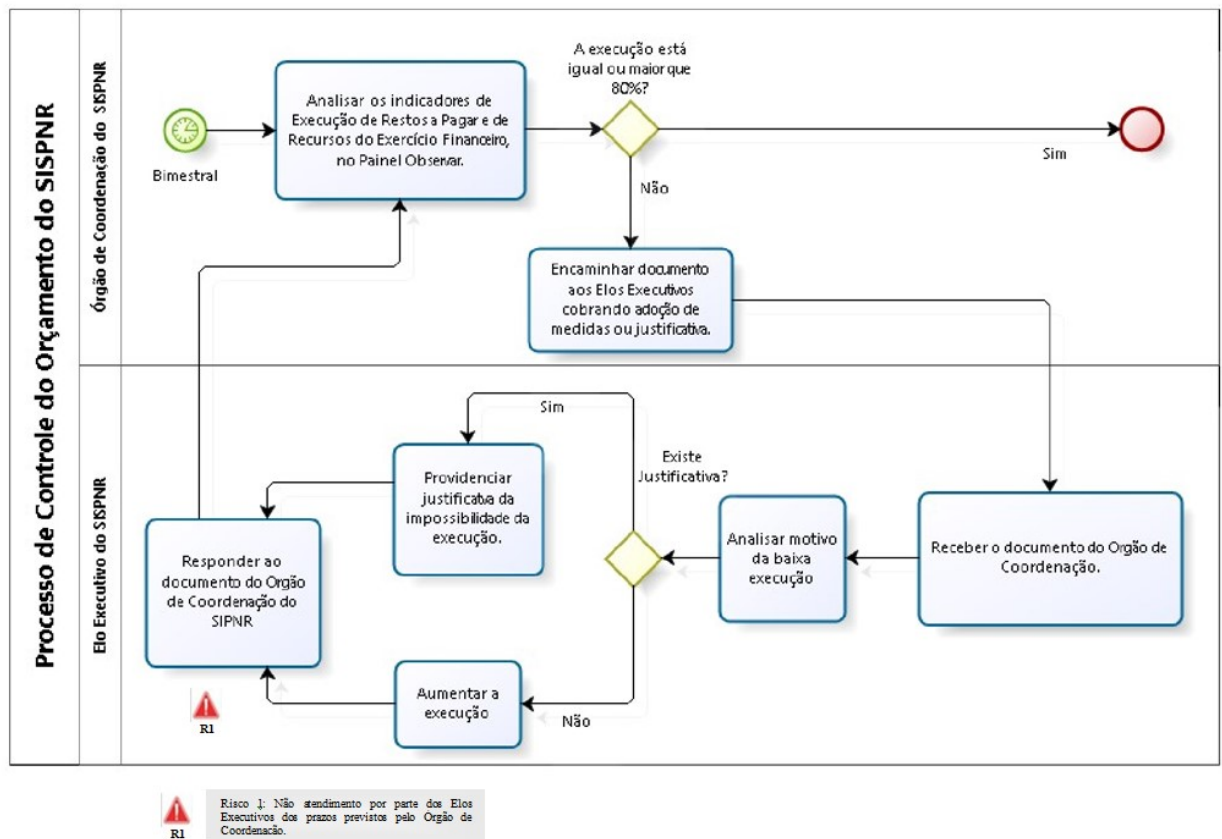 Processo de Controle do Orçamento do SISPNR
Órgão de Coordenação do SISPNR
Bimestral
Analisar os indicadores de
Execução de Restos a Pagar e de
Recursos do Exercício Financeiro,
no Painel Observar.
A execução está
igual ou maior que
80%?
Sim
Não
Encaminhar documento
aos Elos Executivos
cobrando adoção de
medidas ou justificativa.
Elo Executivo do SISPNR
Receber o documento do Orgão de
Coordenação.
Analisar motivo
da baixa
execução
Existe
Justificativa?
Sim
Providenciar
justificativa da
impossibilidade da
execução.
Não
Aumentar a
execução
Responder ao
documento do Orgão
de Coordenação do
SIPNR
R1
R1
Risco 1: Não atendimento por parte dos Elos
Executivos dos prazos previstos pelo Orgão de
Coordenação.